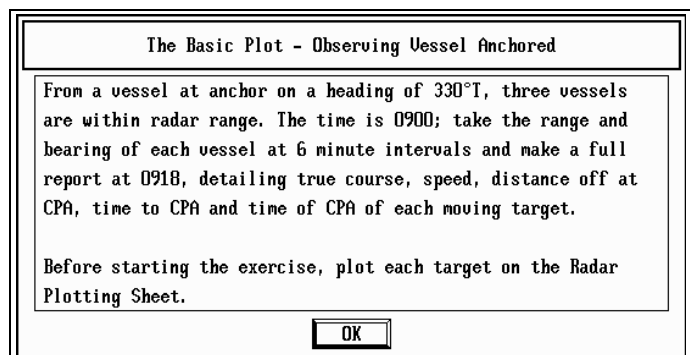 The Basic Plot - Observing Vessel Anchored
From a vessel at anchor on a heading of 330°T, three vessels
are within radar range. The time is 0900; take the range and
bearing of each vessel at 6 minute intervals and make a full
report at 0918, detailing true course, speed, distance off at
CPA, time to CPA and time of CPA of each moving target.
Before starting the exercise, plot each target on the Radar
Plotting Sheet.
OK